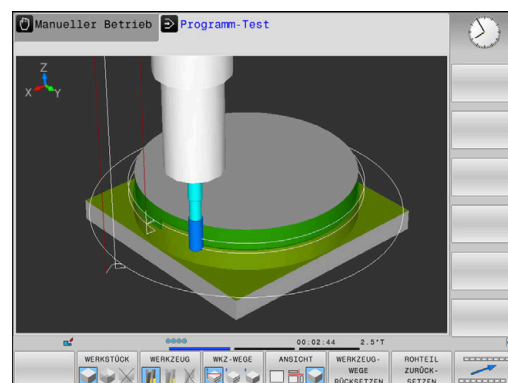 Manueller Betrieb
Programm-Test
Z
X
Y
00:02:44 2.5*T
WERKSTÜCK
WERKZEUG
WKZ-WEGE
ANSICHT
WERKZEUG-
WEGE
RÜCKSETZEN
ROHTEIL
ZURÜCK-
SETZEN